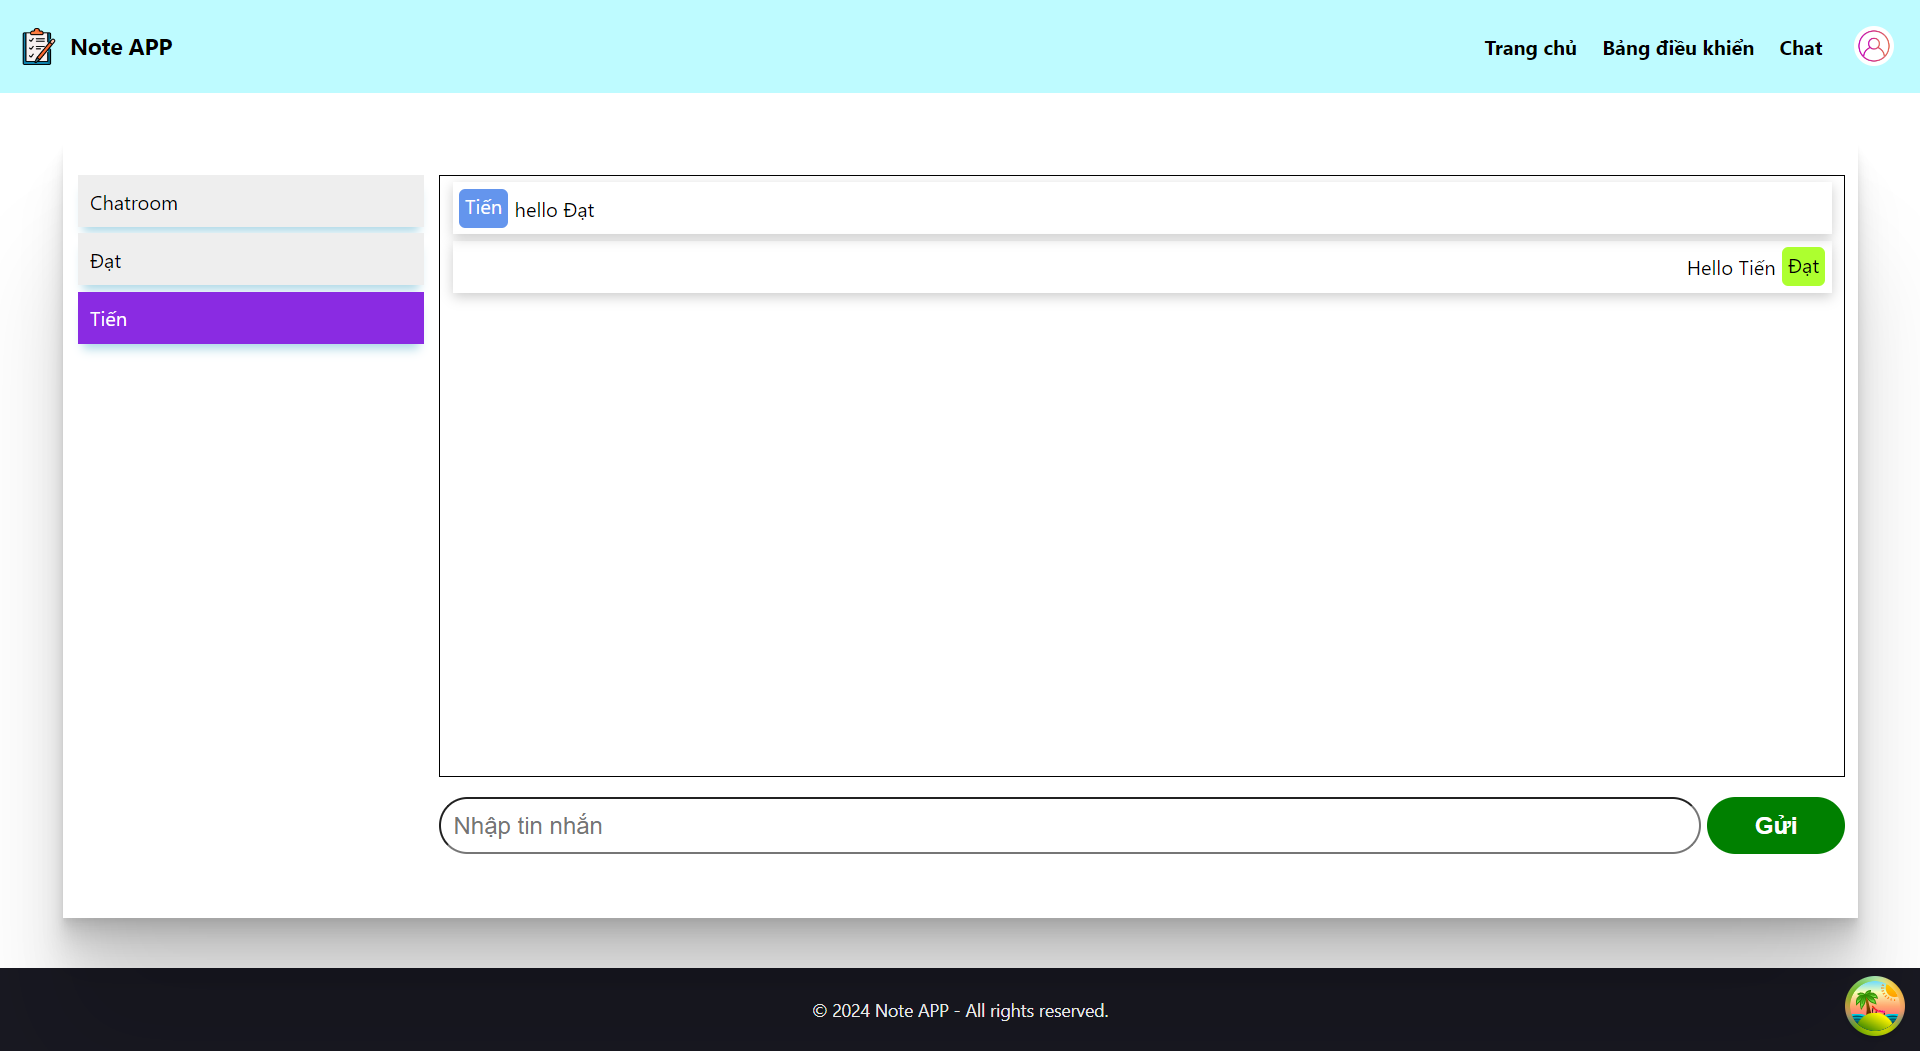 Note APP
Trang chủ Bảng điều khiển Chat
Chatroom
Đạt
Tiến
Tiến hello Đạt
Hello Tiến Đạt
Nhập tin nhắn
Gửi
© 2024 Note APP - All rights reserved.